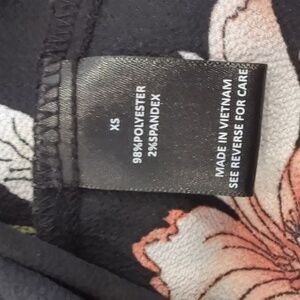 XS
98%POLYESTER
2%SPANDEX
MADE IN VIETNAM
SEE REVERSE FOR CARE